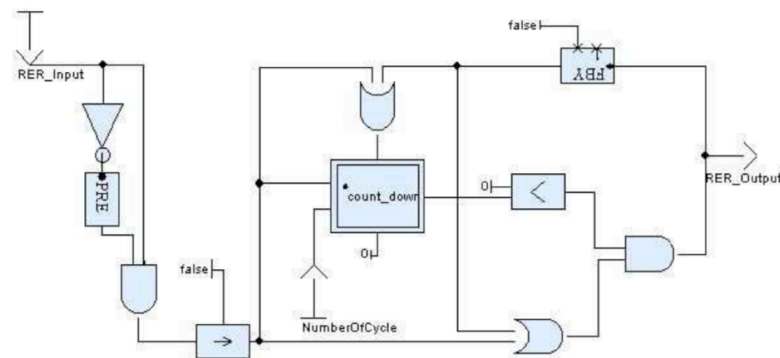 false
RER_Input
FBY
PRE
count_down
0
<
RER_Output
0
false
NumberOfCycle
→